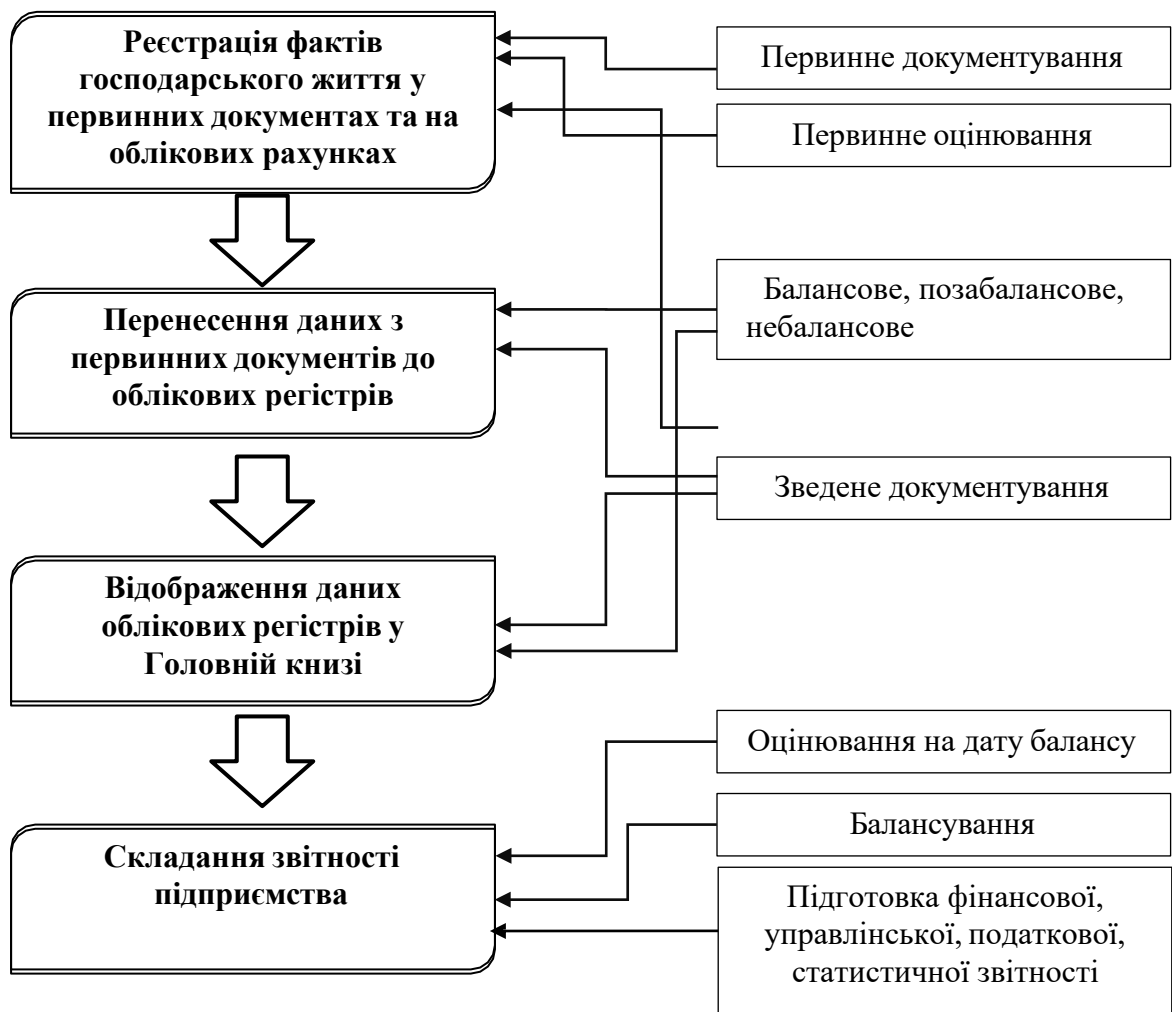 Реєстрація фактів
господарського життя у
первинних документах та на
облікових рахунках
Первинне документування
Первинне оцінювання
Перенесення даних з
первинних документів до
облікових регістрів
Балансове, позабалансове,
небалансове
Зведене документування
Відображення даних
облікових регістрів у
Головній книзі
Оцінювання на дату балансу
Балансування
Складання звітності
підприємства
Підготовка фінансової,
управлінської, податкової,
статистичної звітності